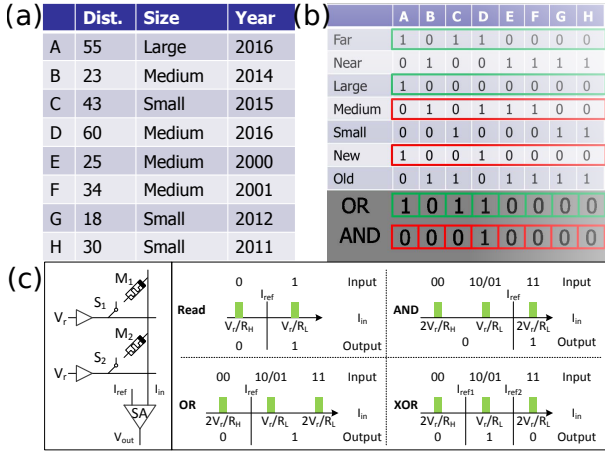 (a)
Dist. Size Year
A 55 Large 2016
B 23 Medium 2014
C 43 Small 2015
D 60 Medium 2016
E 25 Medium 2000
F 34 Medium 2001
G 18 Small 2012
H 30 Small 2011
(b)
A B C D E F G H
Far 1 0 1 1 0 0 0 0
Near 0 1 0 0 1 1 1 1
Large 1 0 0 0 0 0 0 0
Medium 0 1 0 1 1 1 0 0
Small 0 0 1 0 0 0 1 1
New 1 0 0 1 0 0 0 0
Old 0 1 1 0 1 1 1 1
OR 1 0 1 1 0 0 0 0
AND 0 0 0 1 0 0 0 0
(c)
M1
S1
Vr
M2
S2
Vr
Iref Iin
SA
Vout
0 1 Input
Read Iref
Iin
Vr/RH Vr/RL
0 1 Output
00 10/01 11 Input
AND Iref
Iin
2Vr/RH Vr/RL 2Vr/RL
0 1 Output
00 10/01 11 Input
OR Iref
Iin
2Vr/RH Vr/RL 2Vr/RL
0 1 Output
00 10/01 11 Input
XOR Iref1 Iref2
Iin
2Vr/RH Vr/RL 2Vr/RL
0 1 0 Output